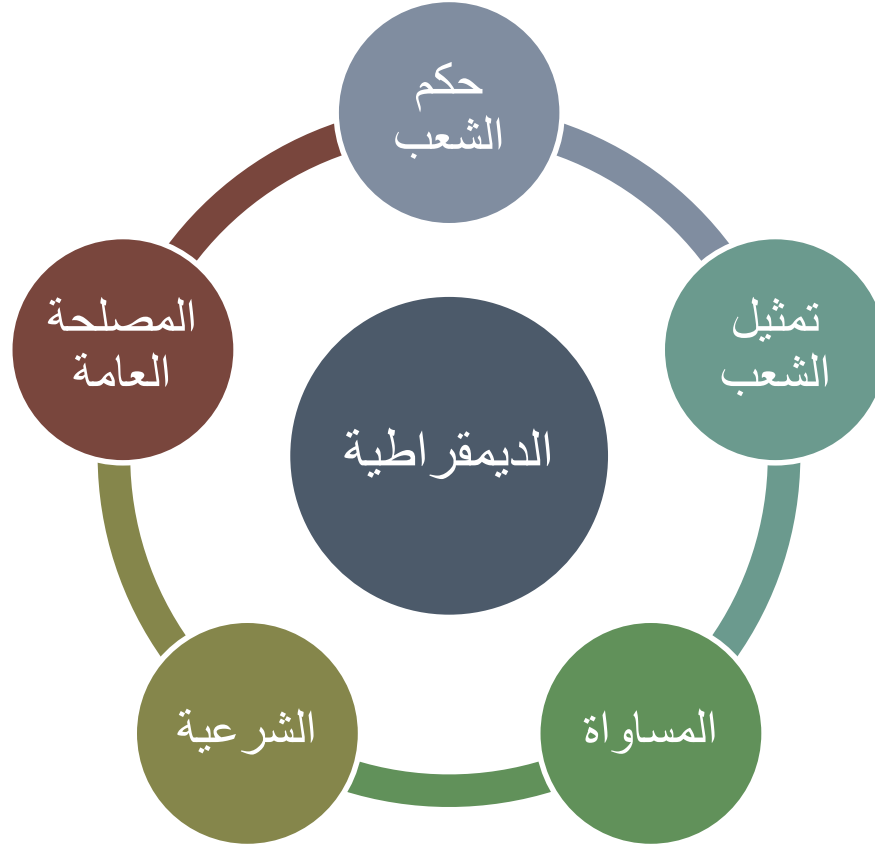 حكم
الشعب
تمثيل
الشعب
المساواة
الشرعية
المصلحة
العامة
الديمقراطية